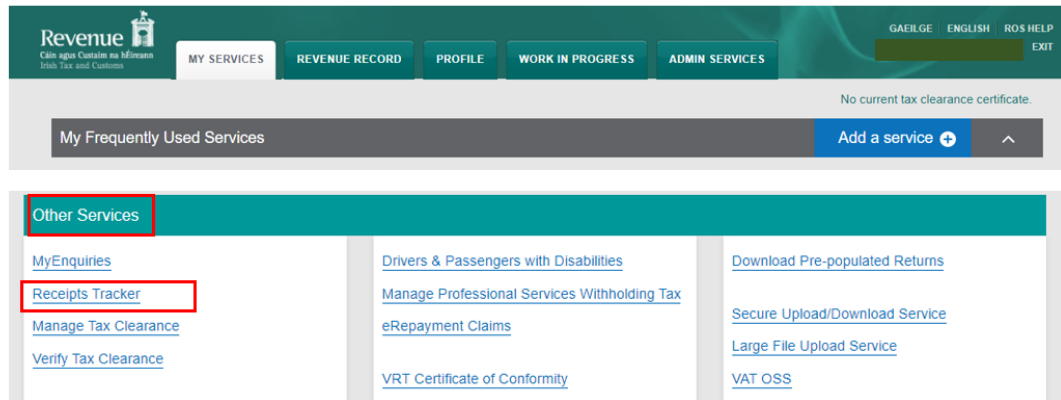 Revenue
Cáin agus Custaim na hÉireann
Irish Tax and Customs
MY SERVICES
REVENUE RECORD
PROFILE
WORK IN PROGRESS
ADMIN SERVICES
GAEILGE ENGLISH ROS HELP
EXIT
No current tax clearance certificate.
My Frequently Used Services
Add a service
Other Services
MyEnquiries
Receipts Tracker
Manage Tax Clearance
Verify Tax Clearance
Drivers & Passengers with Disabilities
Manage Professional Services Withholding Tax
eRepayment Claims
VRT Certificate of Conformity
Download Pre-populated Returns
Secure Upload/Download Service
Large File Upload Service
VAT OSS